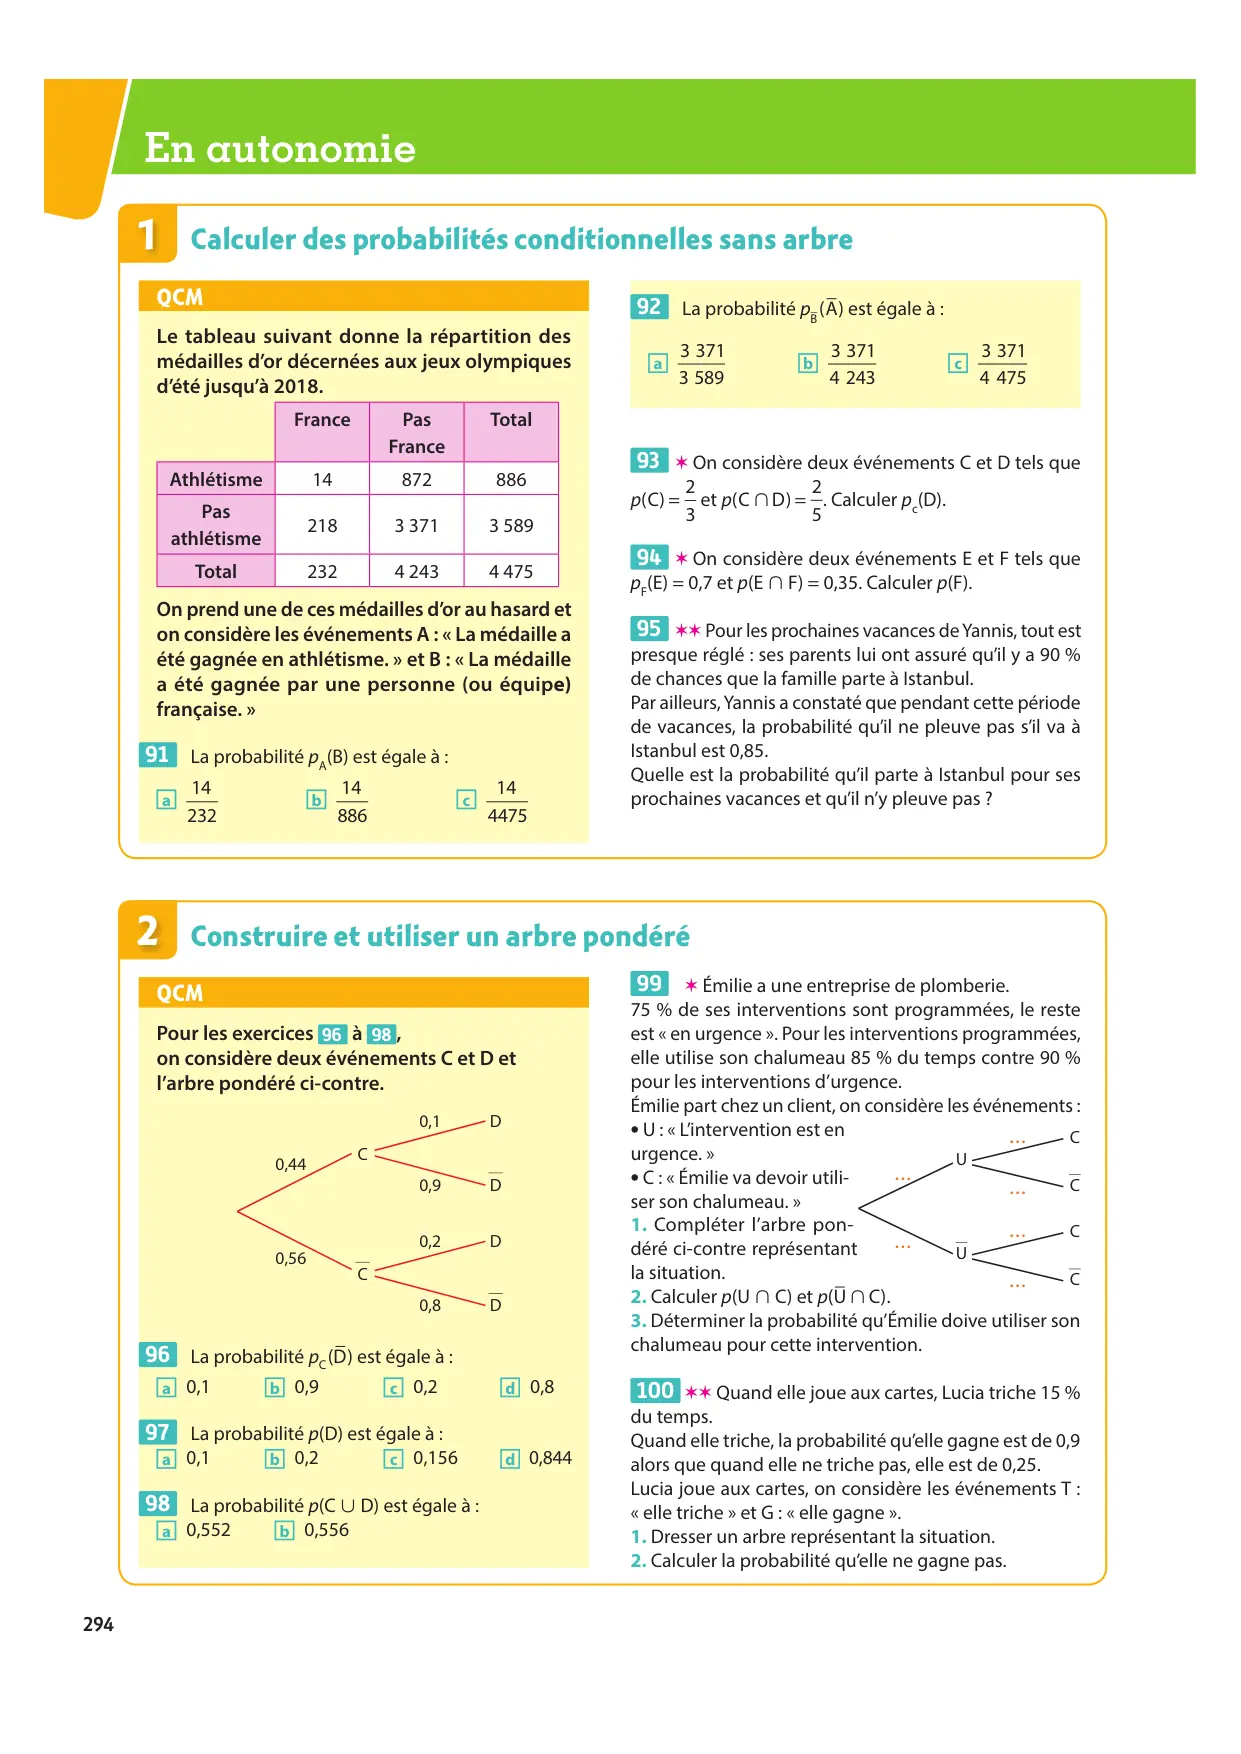 En autonomie
1 Calculer des probabilités conditionnelles sans arbre
QCM
Le tableau suivant donne la répartition des
médailles d’or décernées aux jeux olympiques
d’été jusqu’à 2018.
France Pas France Total
Athlétisme 14 872 886
Pas athlétisme 218 3 371 3 589
Total 232 4 243 4 475
On prend une de ces médailles d’or au hasard et
on considère les événements A : « La médaille a
été gagnée en athlétisme. » et B : « La médaille
a été gagnée par une personne (ou équipe)
française. »
91 La probabilité p_A(B) est égale à :
a 14/232 b 14/886 c 14/4475
92 La probabilité p_B̅(A̅) est égale à :
a 3 371/3 589 b 3 371/4 243 c 3 371/4 475
93 ✶ On considère deux événements C et D tels que
p(C) = 2/3 et p(C ∩ D) = 2/5. Calculer p_c(D).
94 ✶ On considère deux événements E et F tels que
p_F(E) = 0,7 et p(E ∩ F) = 0,35. Calculer p(F).
95 ✶✶ Pour les prochaines vacances de Yannis, tout est
presque réglé : ses parents lui ont assuré qu’il y a 90 %
de chances que la famille parte à Istanbul.
Par ailleurs, Yannis a constaté que pendant cette période
de vacances, la probabilité qu’il ne pleuve pas s’il va à
Istanbul est 0,85.
Quelle est la probabilité qu’il parte à Istanbul pour ses
prochaines vacances et qu’il n’y pleuve pas ?
2 Construire et utiliser un arbre pondéré
QCM
Pour les exercices 96 à 98,
on considère deux événements C et D et
l’arbre pondéré ci-contre.
0,1 D
0,44 C
0,9 D̅
0,2 D
0,56 C̅
0,8 D̅
96 La probabilité p_C(D̅) est égale à :
a 0,1 b 0,9 c 0,2 d 0,8
97 La probabilité p(D) est égale à :
a 0,1 b 0,2 c 0,156 d 0,844
98 La probabilité p(C ∪ D) est égale à :
a 0,552 b 0,556
99 ✶ Émilie a une entreprise de plomberie.
75 % de ses interventions sont programmées, le reste
est « en urgence ». Pour les interventions programmées,
elle utilise son chalumeau 85 % du temps contre 90 %
pour les interventions d’urgence.
Émilie part chez un client, on considère les événements :
• U : « L’intervention est en
urgence. »
• C : « Émilie va devoir utili-
ser son chalumeau. »
1. Compléter l’arbre pon-
déré ci-contre représentant
la situation.
... C
... U
... C̅
... C
... U̅
... C̅
2. Calculer p(U ∩ C) et p(U̅ ∩ C).
3. Déterminer la probabilité qu’Émilie doive utiliser son
chalumeau pour cette intervention.
100 ✶✶ Quand elle joue aux cartes, Lucia triche 15 %
du temps.
Quand elle triche, la probabilité qu’elle gagne est de 0,9
alors que quand elle ne triche pas, elle est de 0,25.
Lucia joue aux cartes, on considère les événements T :
« elle triche » et G : « elle gagne ».
1. Dresser un arbre représentant la situation.
2. Calculer la probabilité qu’elle ne gagne pas.
294